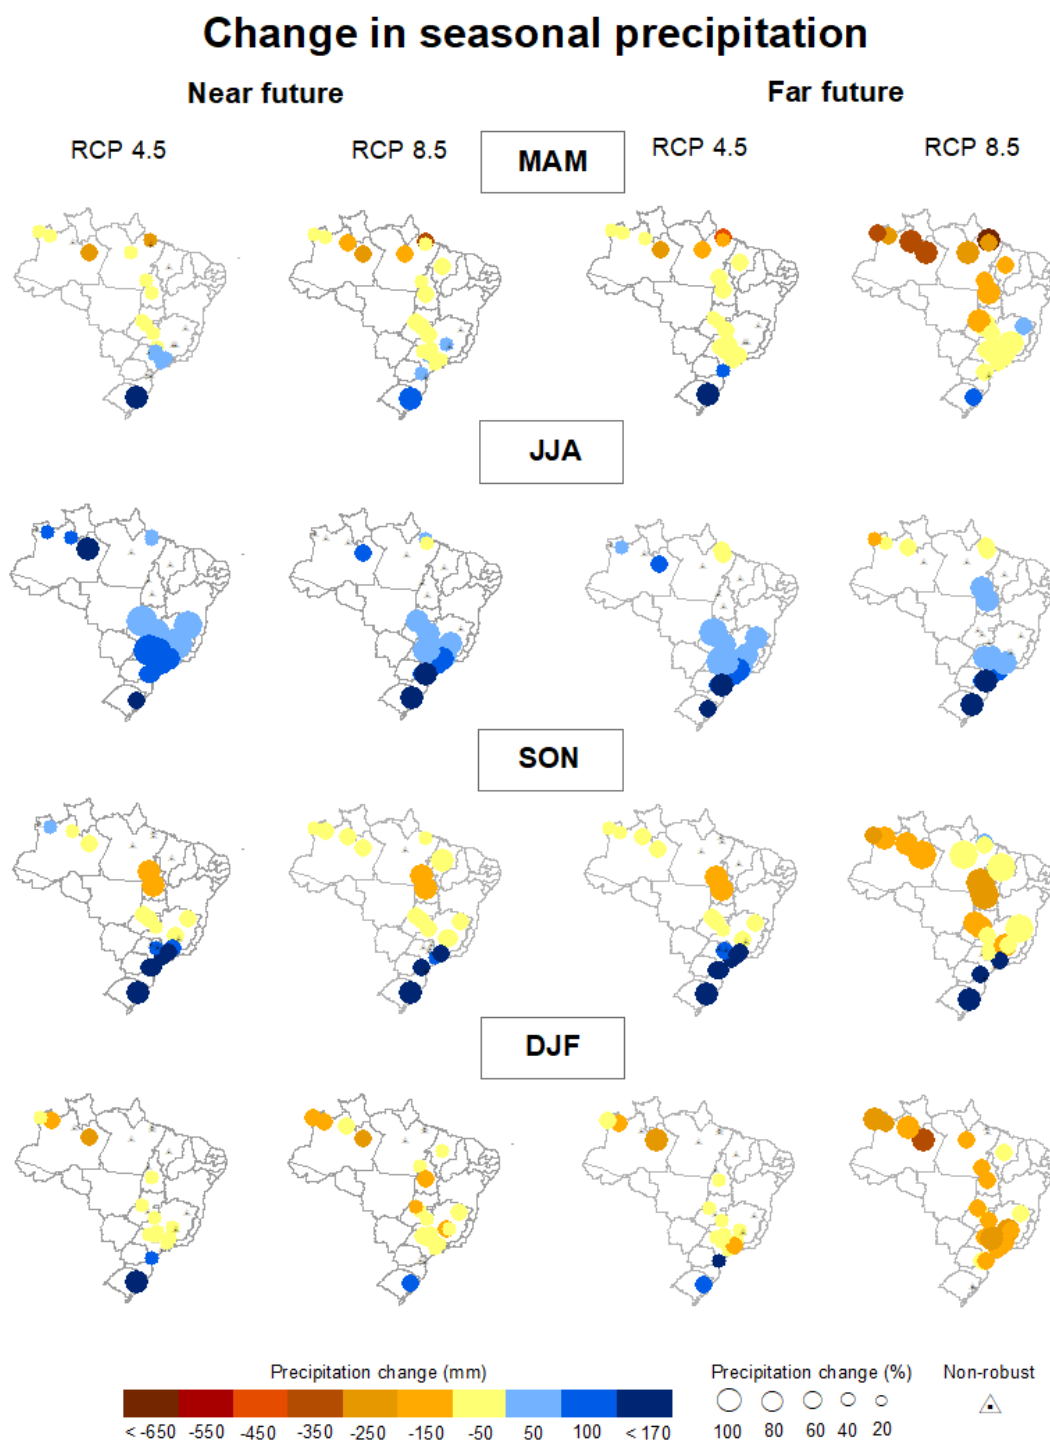 Change in seasonal precipitation
Near future
Far future
RCP 4.5
RCP 8.5
RCP 4.5
RCP 8.5
MAM
JJA
SON
DJF
Precipitation change (mm)
< -650 -550 -450 -350 -250 -150 -50 50 100 < 170
Precipitation change (%)
100 80 60 40 20
Non-robust